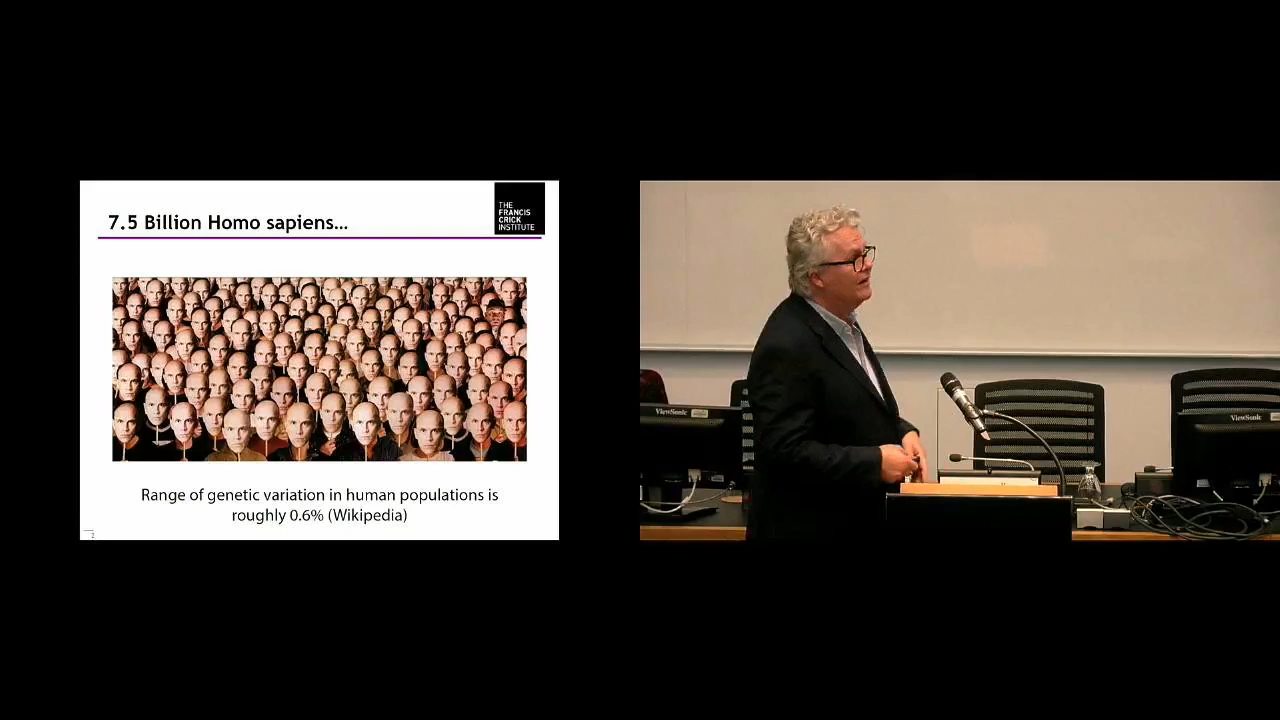 7.5 Billion Homo sapiens...
THE
FRANCIS
CRICK
INSTITUTE
Range of genetic variation in human populations is
roughly 0.6% (Wikipedia)
2
ViewSonic
ViewSonic